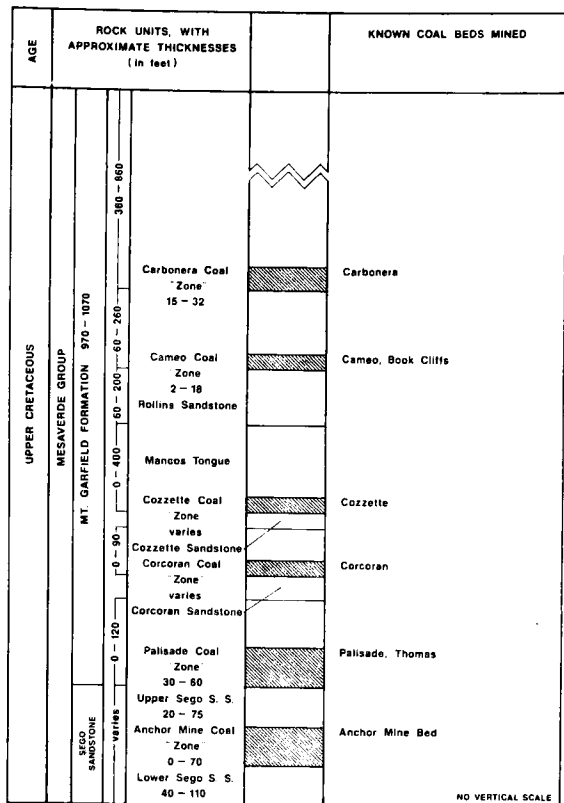 AGE
ROCK UNITS, WITH
APPROXIMATE THICKNESSES
(in feet)
KNOWN COAL BEDS MINED
UPPER CRETACEOUS
MESAVERDE GROUP
MT. GARFIELD FORMATION 970 - 1070
SEGO
SANDSTONE
360 - 860
60 - 260
60 - 200
0 - 400
0 - 90
0 - 120
varies
Carbonera Coal
"Zone"
15 - 32
Carbonera
Cameo Coal
Zone
2 - 18
Cameo, Book Cliffs
Rollins Sandstone
Mancos Tongue
Cozzette Coal
Zone
varies
Cozzette
Cozzette Sandstone
Corcoran Coal
"Zone"
varies
Corcoran
Corcoran Sandstone
Palisade Coal
"Zone"
30 - 60
Palisade, Thomas
Upper Sego S. S.
20 - 75
Anchor Mine Coal
"Zone"
0 - 70
Anchor Mine Bed
Lower Sego S. S.
40 - 110
NO VERTICAL SCALE